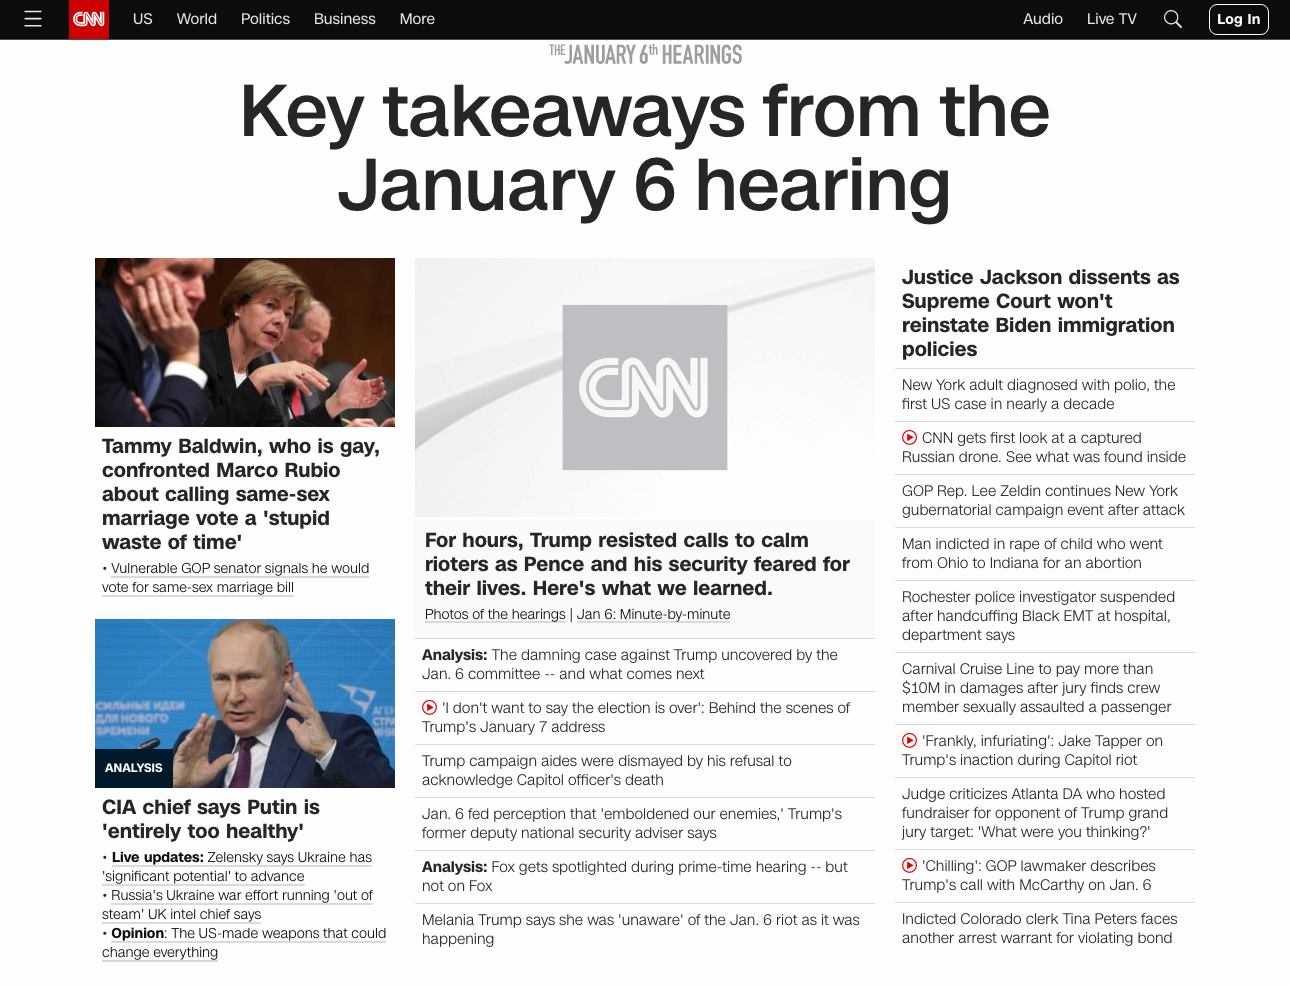 CNN
US
World
Politics
Business
More
Audio
Live TV
Log In
THE JANUARY 6th HEARINGS
Key takeaways from the
January 6 hearing
Tammy Baldwin, who is gay,
confronted Marco Rubio
about calling same-sex
marriage vote a 'stupid
waste of time'
• Vulnerable GOP senator signals he would
vote for same-sex marriage bill
СИЛЬНЫЕ ИДЕИ
ДЛЯ НОВОГО
ВРЕМЕНИ
ANALYSIS
CIA chief says Putin is
'entirely too healthy'
• Live updates: Zelensky says Ukraine has
'significant potential' to advance
• Russia's Ukraine war effort running 'out of
steam' UK intel chief says
• Opinion: The US-made weapons that could
change everything
CNN
For hours, Trump resisted calls to calm
rioters as Pence and his security feared for
their lives. Here's what we learned.
Photos of the hearings | Jan 6: Minute-by-minute
Analysis: The damning case against Trump uncovered by the
Jan. 6 committee -- and what comes next
'I don't want to say the election is over': Behind the scenes of
Trump's January 7 address
Trump campaign aides were dismayed by his refusal to
acknowledge Capitol officer's death
Jan. 6 fed perception that 'emboldened our enemies,' Trump's
former deputy national security adviser says
Analysis: Fox gets spotlighted during prime-time hearing -- but
not on Fox
Melania Trump says she was 'unaware' of the Jan. 6 riot as it was
happening
Justice Jackson dissents as
Supreme Court won't
reinstate Biden immigration
policies
New York adult diagnosed with polio, the
first US case in nearly a decade
CNN gets first look at a captured
Russian drone. See what was found inside
GOP Rep. Lee Zeldin continues New York
gubernatorial campaign event after attack
Man indicted in rape of child who went
from Ohio to Indiana for an abortion
Rochester police investigator suspended
after handcuffing Black EMT at hospital,
department says
Carnival Cruise Line to pay more than
$10M in damages after jury finds crew
member sexually assaulted a passenger
'Frankly, infuriating': Jake Tapper on
Trump's inaction during Capitol riot
Judge criticizes Atlanta DA who hosted
fundraiser for opponent of Trump grand
jury target: 'What were you thinking?'
'Chilling': GOP lawmaker describes
Trump's call with McCarthy on Jan. 6
Indicted Colorado clerk Tina Peters faces
another arrest warrant for violating bond